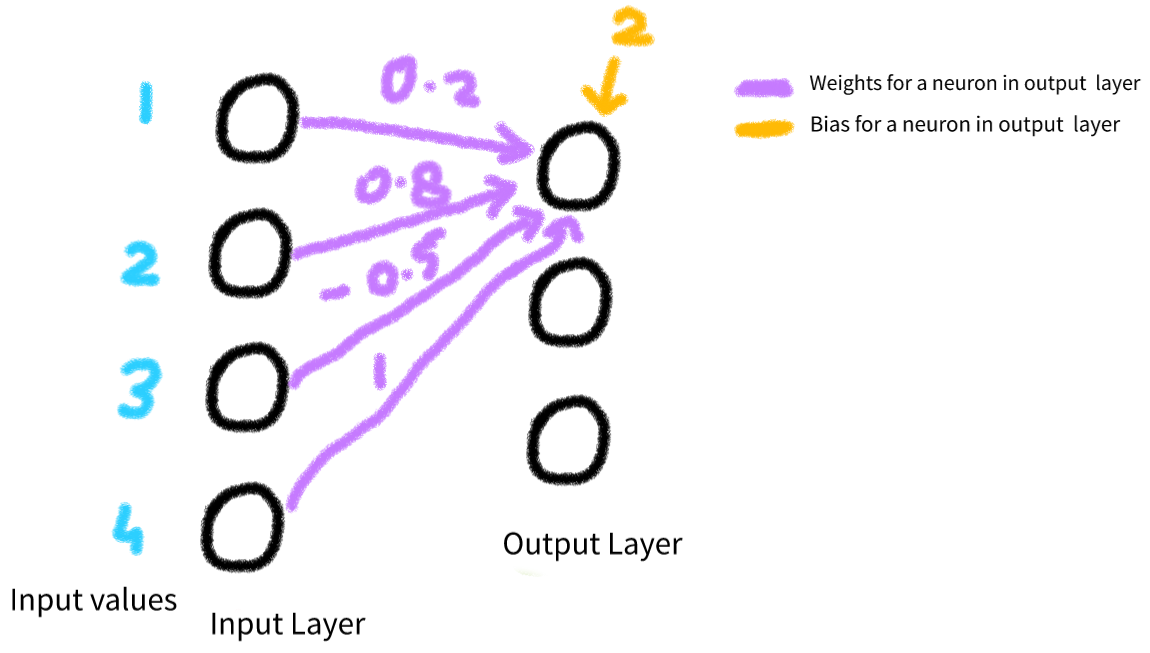 2
1
0.2
Weights for a neuron in output layer
Bias for a neuron in output layer
0.8
2
- 0.5
3
1
4
Output Layer
Input values
Input Layer